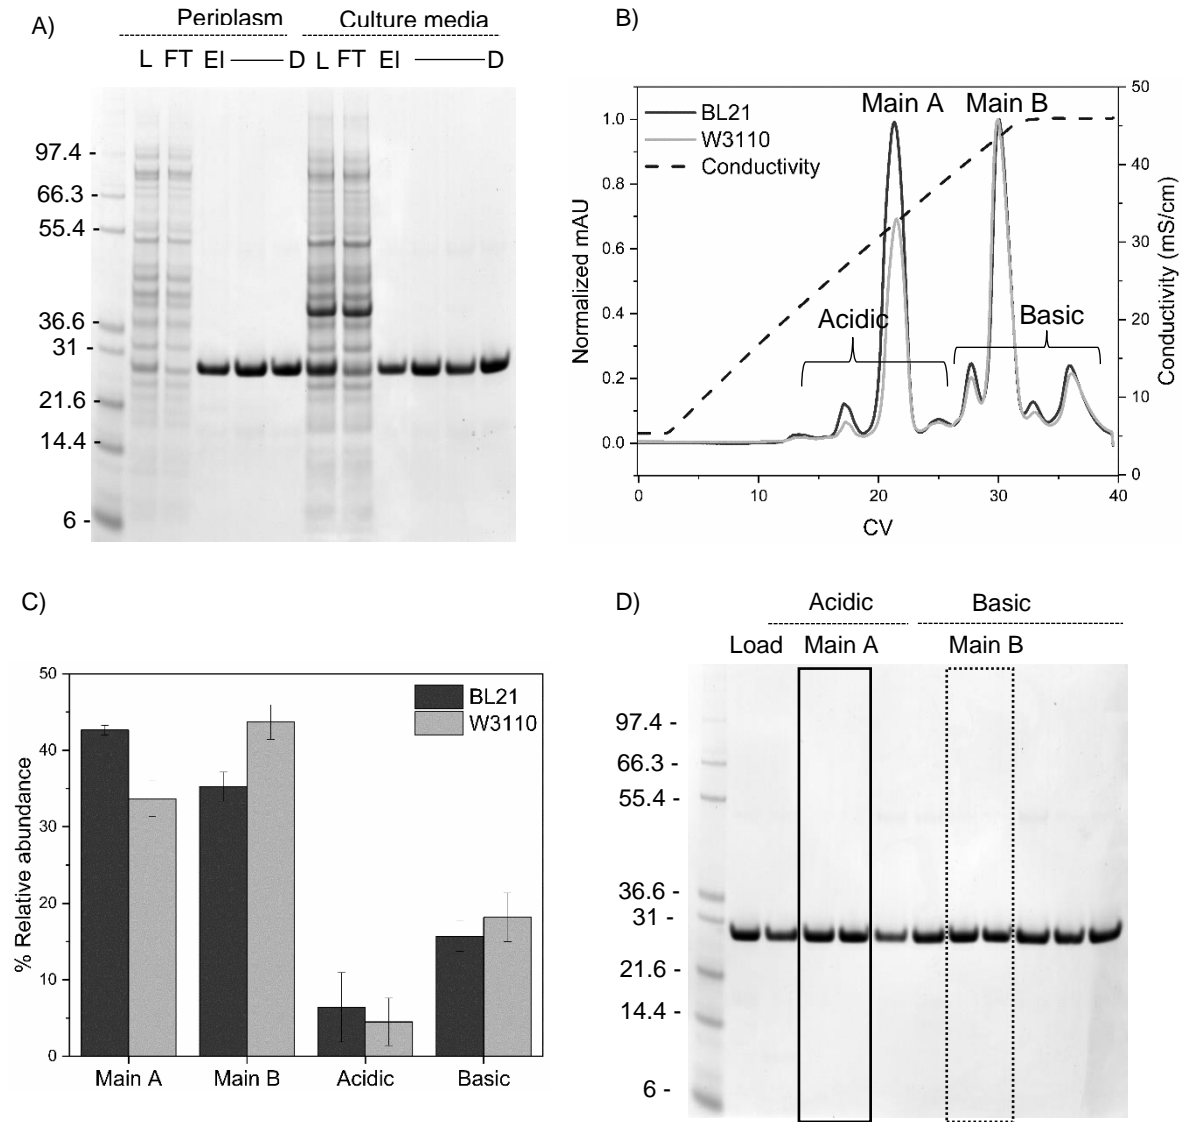 A)
Periplasm Culture media
L FT EI D L FT EI D
97.4 -
66.3 -
55.4 -
36.6 -
31 -
21.6 -
14.4 -
6 -
B)
Main A Main B
BL21
W3110
Conductivity
Acidic
Basic
1.0
0.8
0.6
0.4
0.2
0.0
Normalized mAU
50
40
30
20
10
0
Conductivity (mS/cm)
0 10 20 30 40
CV
C)
BL21
W3110
50
40
30
20
10
0
% Relative abundance
Main A Main B Acidic Basic
D)
Acidic Basic
Load Main A Main B
97.4 -
66.3 -
55.4 -
36.6 -
31 -
21.6 -
14.4 -
6 -